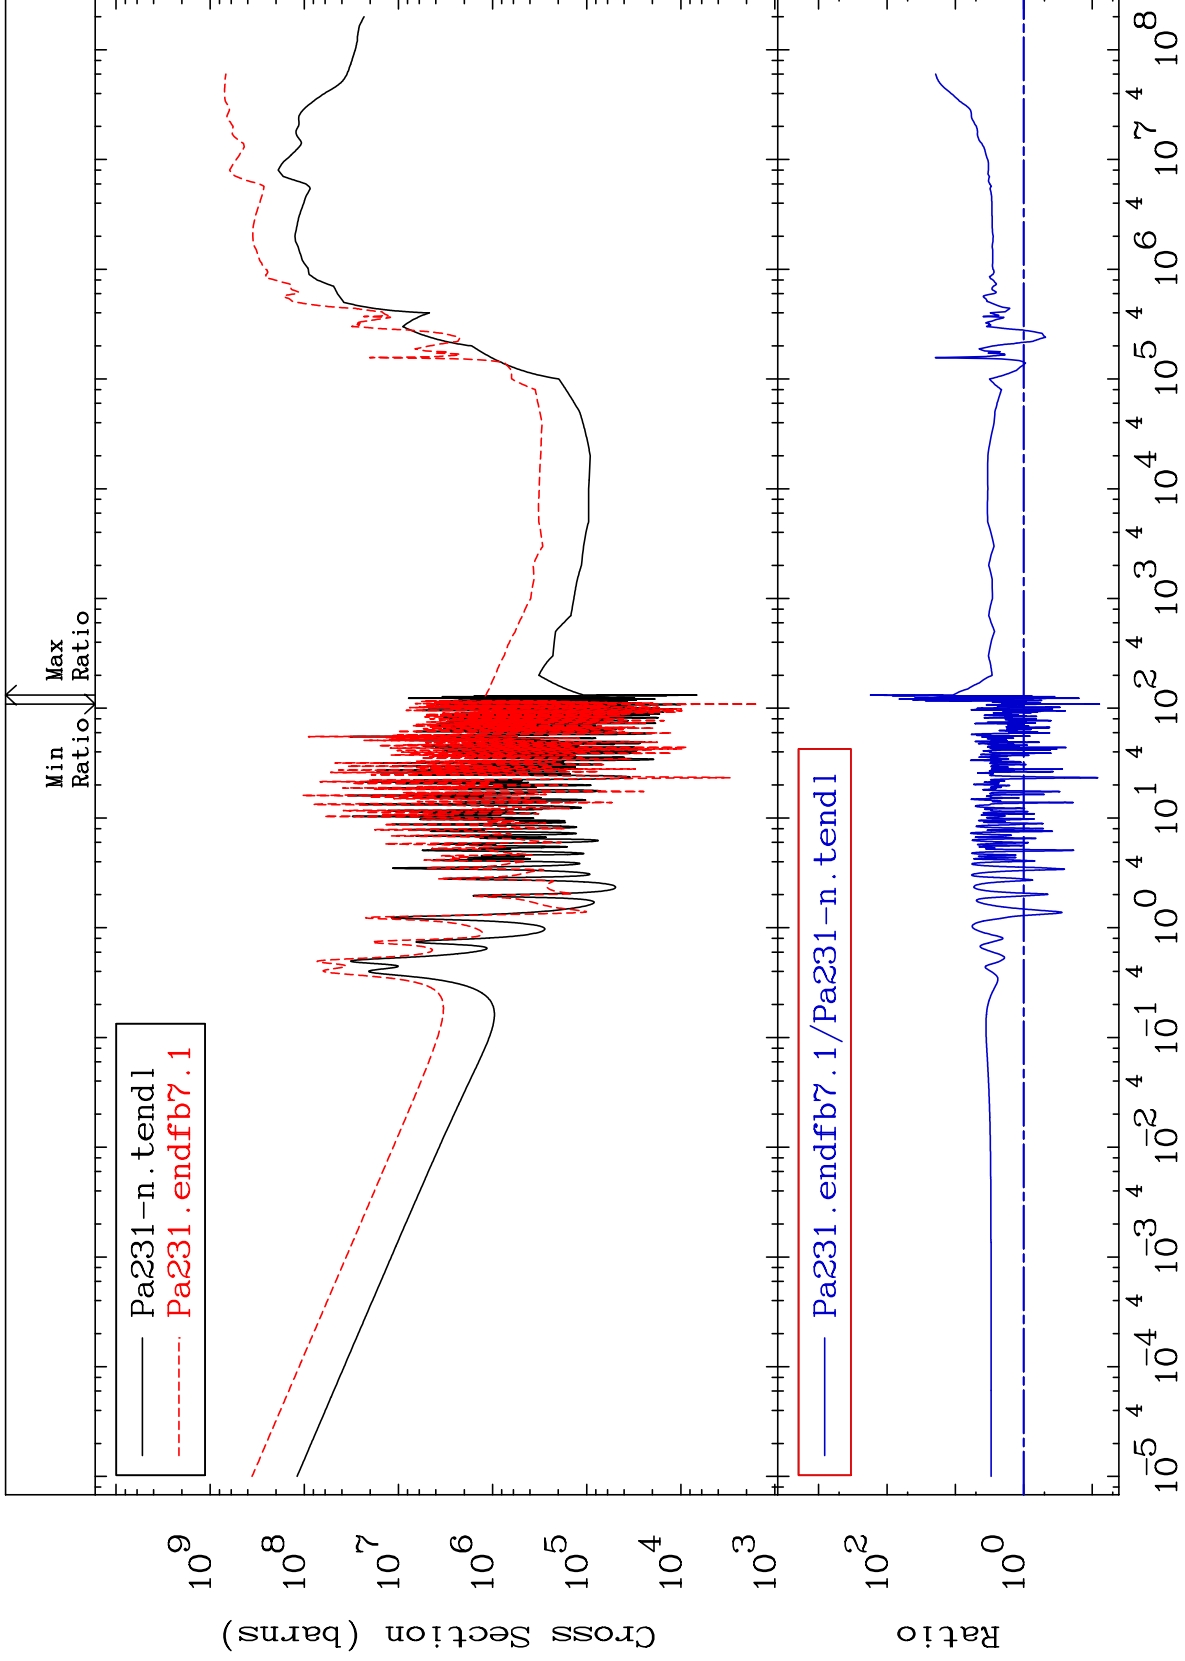 Min
Ratio
Max
Ratio
Cross Section (barns)
10 9
10 8
10 7
10 6
10 5
10 4
10 3
Pa231-n.tendl
Pa231.endfb7.1
Ratio
10 2
10 0
Pa231.endfb7.1/Pa231-n.tendl
10 -5 4 10 -4 4 10 -3 4 10 -2 4 10 -1 4 10 0 4 10 1 4 10 2 4 10 3 4 10 4 4 10 5 4 10 6 4 10 7 4 10 8